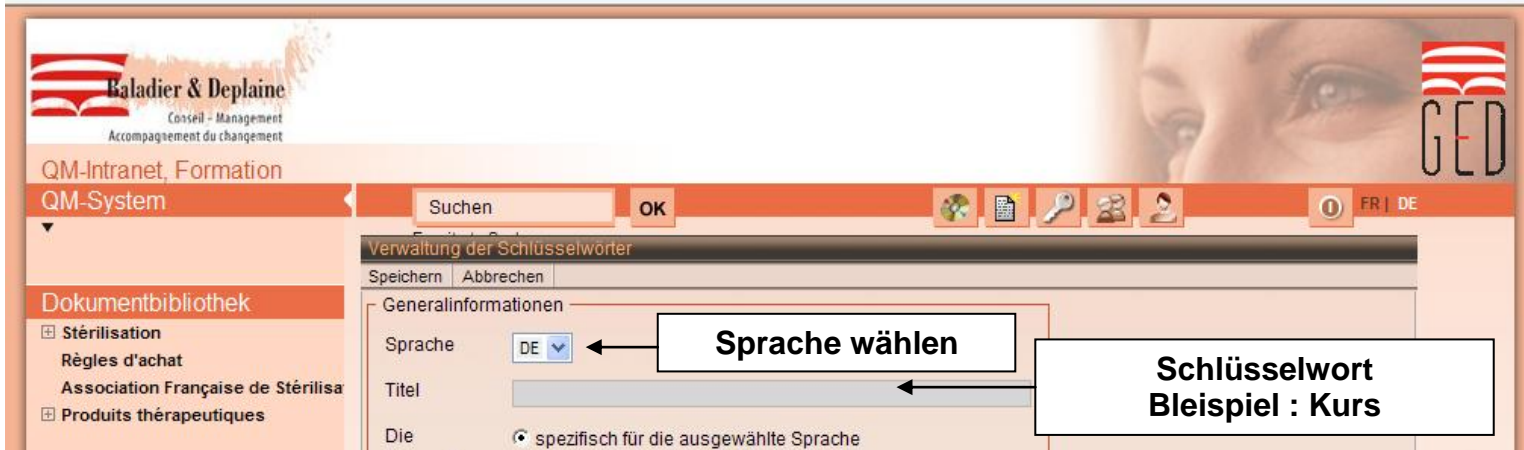 Baladier & Deplaine
Conseil - Management
Accompagnement du changement
GED
QM-Intranet, Formation
QM-System
Suchen
OK
FR | DE
Verwaltung der Schlüsselwörter
Speichern Abbrechen
Dokumentbibliothek
Generalinformationen
Stérilisation
Sprache DE
Sprache wählen
Règles d'achat
Association Française de Stérilisa
Titel
Schlüsselwort
Bleispiel : Kurs
Produits thérapeutiques
Die spezifisch für die ausgewählte Sprache